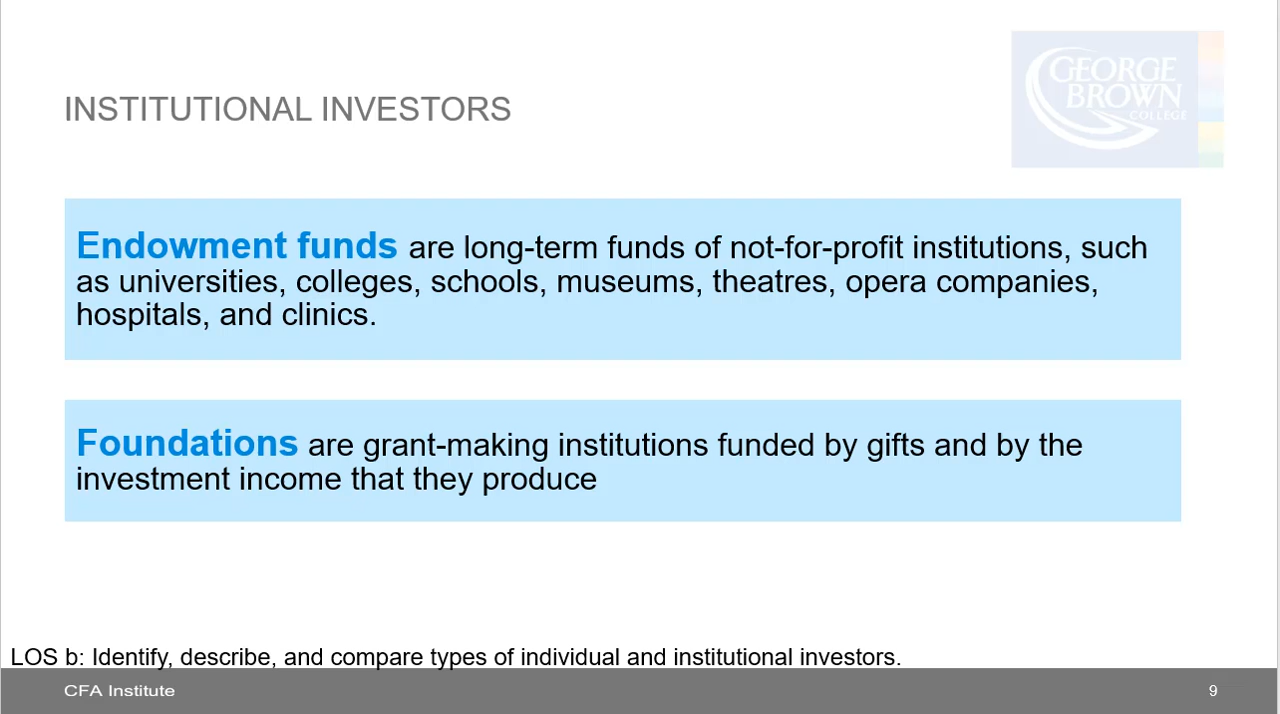 GEORGE
BROWN
COLLEGE
INSTITUTIONAL INVESTORS
Endowment funds are long-term funds of not-for-profit institutions, such
as universities, colleges, schools, museums, theatres, opera companies,
hospitals, and clinics.
Foundations are grant-making institutions funded by gifts and by the
investment income that they produce
LOS b: Identify, describe, and compare types of individual and institutional investors.
CFA Institute
9